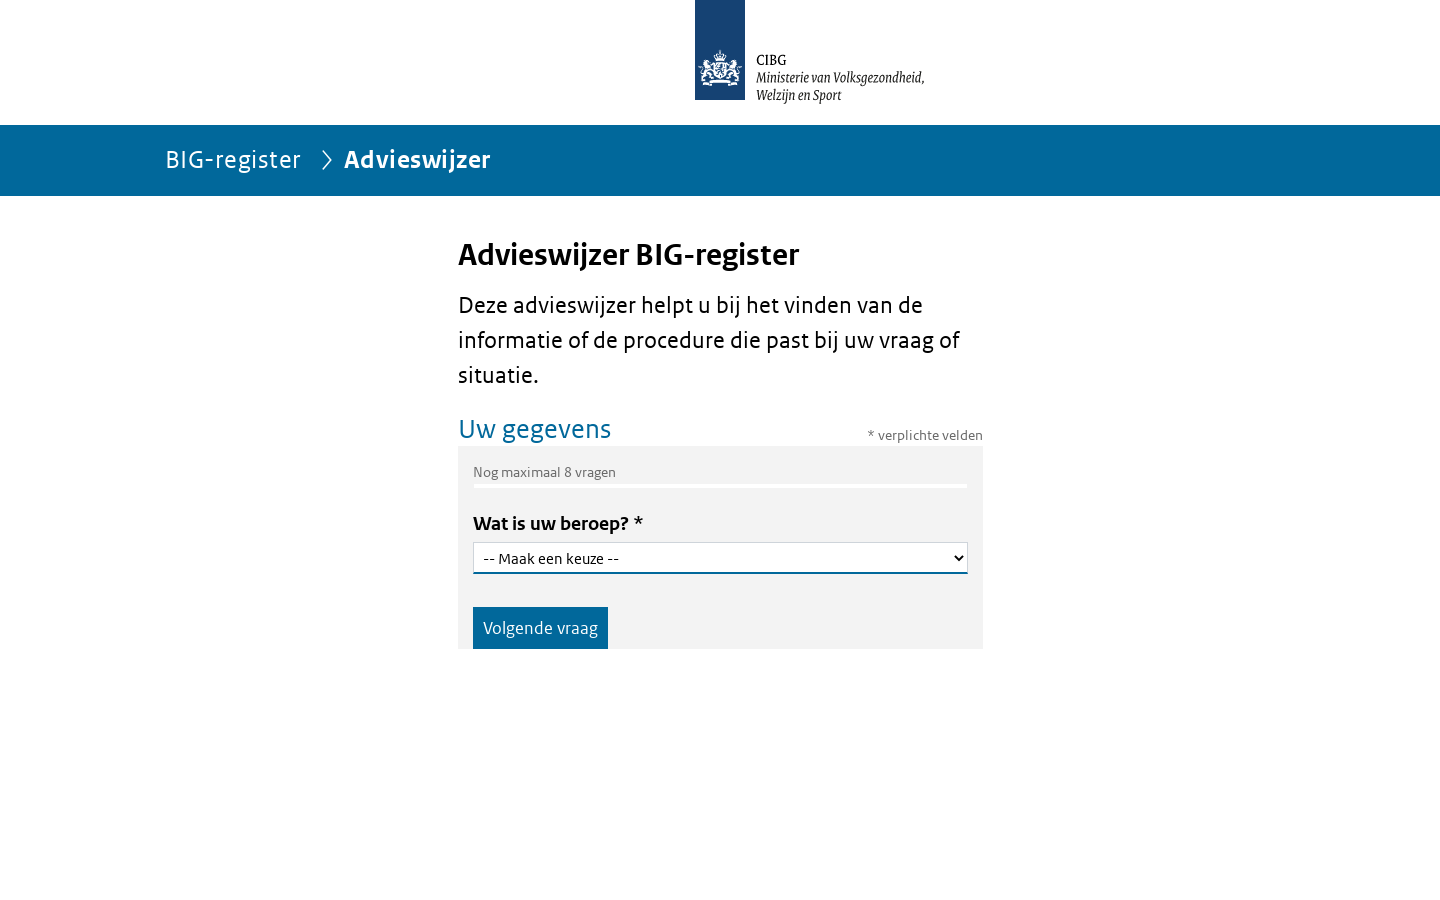 CIBG
Ministerie van Volksgezondheid,
Welzijn en Sport
BIG-register
Advieswijzer
Advieswijzer BIG-register
Deze advieswijzer helpt u bij het vinden van de
informatie of de procedure die past bij uw vraag of
situatie.
Uw gegevens
* verplichte velden
Nog maximaal 8 vragen
Wat is uw beroep? *
-- Maak een keuze --
Volgende vraag